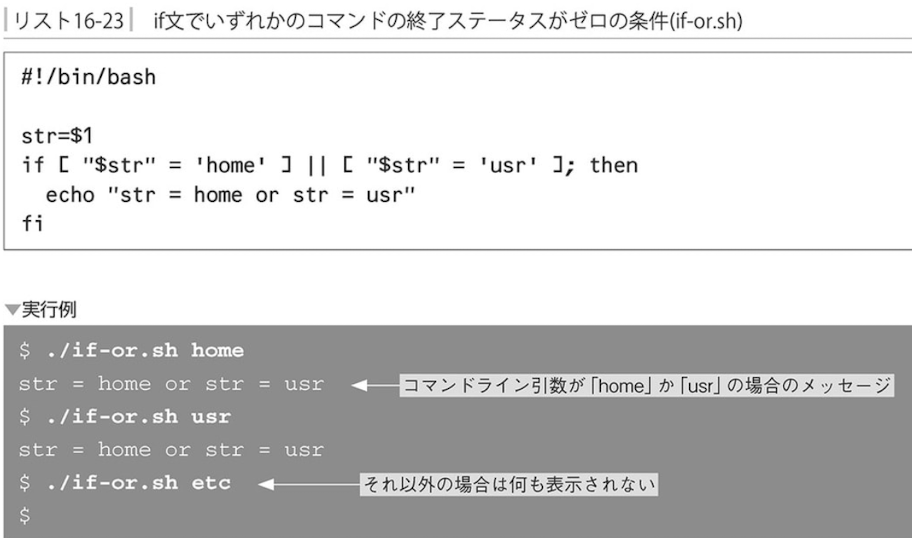 リスト16-23 if文でいずれかのコマンドの終了ステータスがゼロの条件(if-or.sh)
#!/bin/bash
str=$1
if [ "$str" = 'home' ] || [ "$str" = 'usr' ]; then
  echo "str = home or str = usr"
fi
▼実行例
$ ./if-or.sh home
str = home or str = usr コマンドライン引数が「home」か「usr」の場合のメッセージ
$ ./if-or.sh usr
str = home or str = usr
$ ./if-or.sh etc それ以外の場合は何も表示されない
$